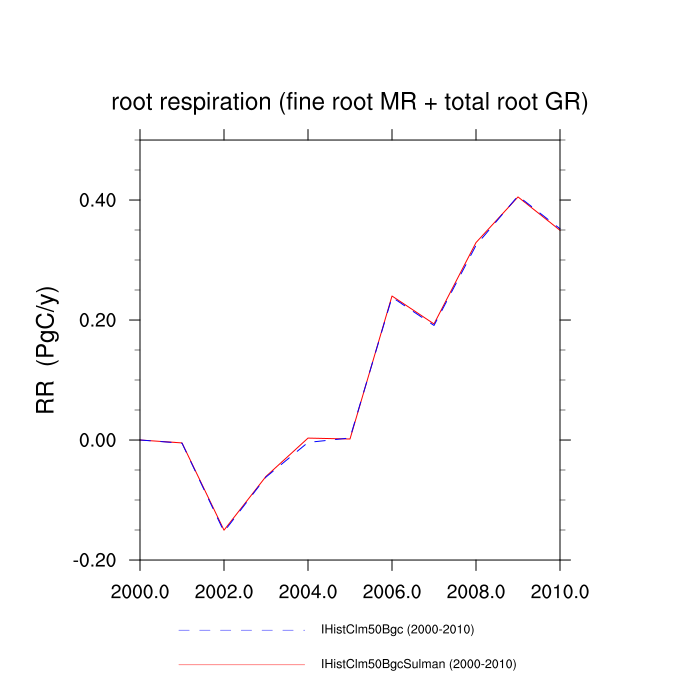 root respiration (fine root MR + total root GR)
RR (PgC/y)
0.40
0.20
0.00
-0.20
2000.0 2002.0 2004.0 2006.0 2008.0 2010.0
IHistClm50Bgc (2000-2010)
IHistClm50BgcSulman (2000-2010)